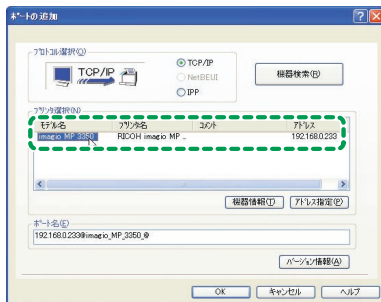 ポートの追加
プロトコル選択(O)
TCP/IP
TCP/IP
NetBEUI
IPP
機器検索(R)
プリンタ選択(N)
モデル名 プリンタ名 コメント アドレス
imagio MP 3350 RICOH imagio MP ... 192.168.0.233
機器情報(I) アドレス指定(P)
ポート名(E)
192.168.0.233@imagio_MP_3350_@
バージョン情報(A)
OK キャンセル ヘルプ